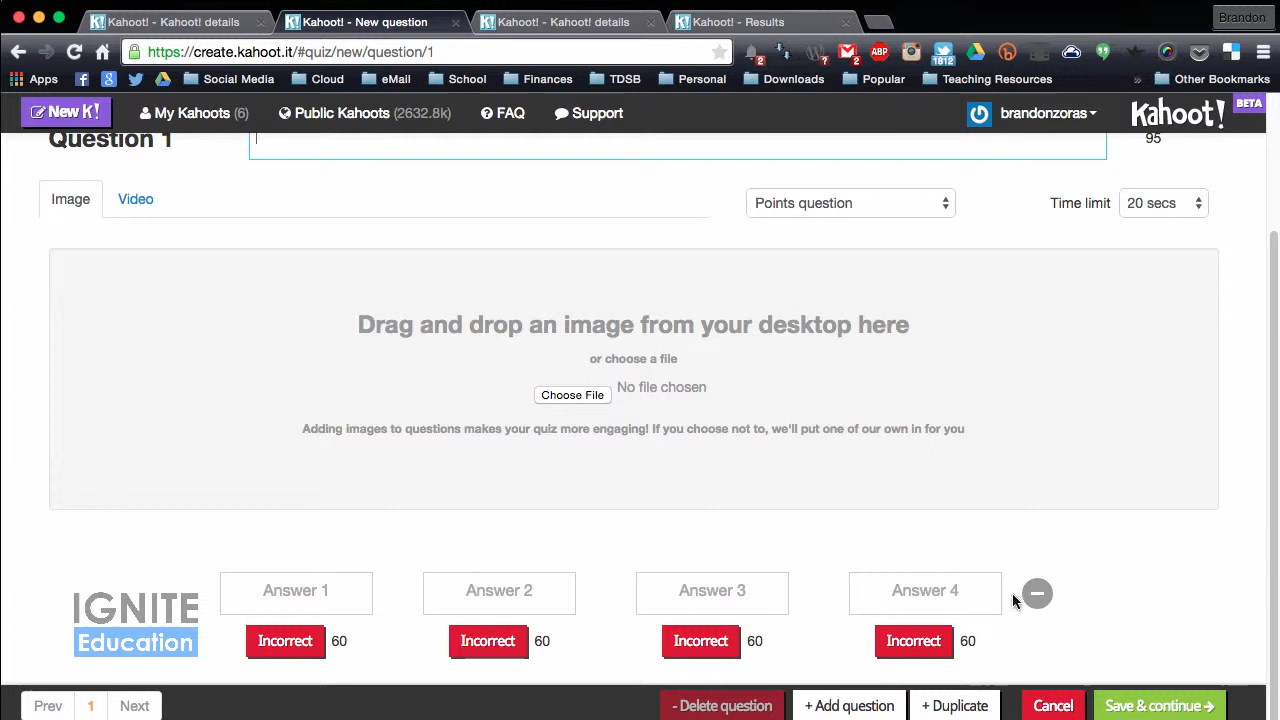 Kahoot! - Kahoot! details
Kahoot! - New question
Kahoot! - Kahoot! details
Kahoot! - Results
Brandon
https://create.kahoot.it/#quiz/new/question/1
2
?
2
ABP
1812
Apps
Social Media
Cloud
eMail
School
Finances
TDSB
Personal
Downloads
Popular
Teaching Resources
»
Other Bookmarks
New K!
My Kahoots (6)
Public Kahoots (2632.8k)
FAQ
Support
brandonzoras
Kahoot!
BETA
Question 1
95
Image
Video
Points question
Time limit
20 secs
Drag and drop an image from your desktop here
or choose a file
Choose File
No file chosen
Adding images to questions makes your quiz more engaging! If you choose not to, we'll put one of our own in for you
IGNITE
Education
Answer 1
Answer 2
Answer 3
Answer 4
Incorrect 60
Incorrect 60
Incorrect 60
Incorrect 60
Prev
1
Next
- Delete question
+ Add question
+ Duplicate
Cancel
Save & continue